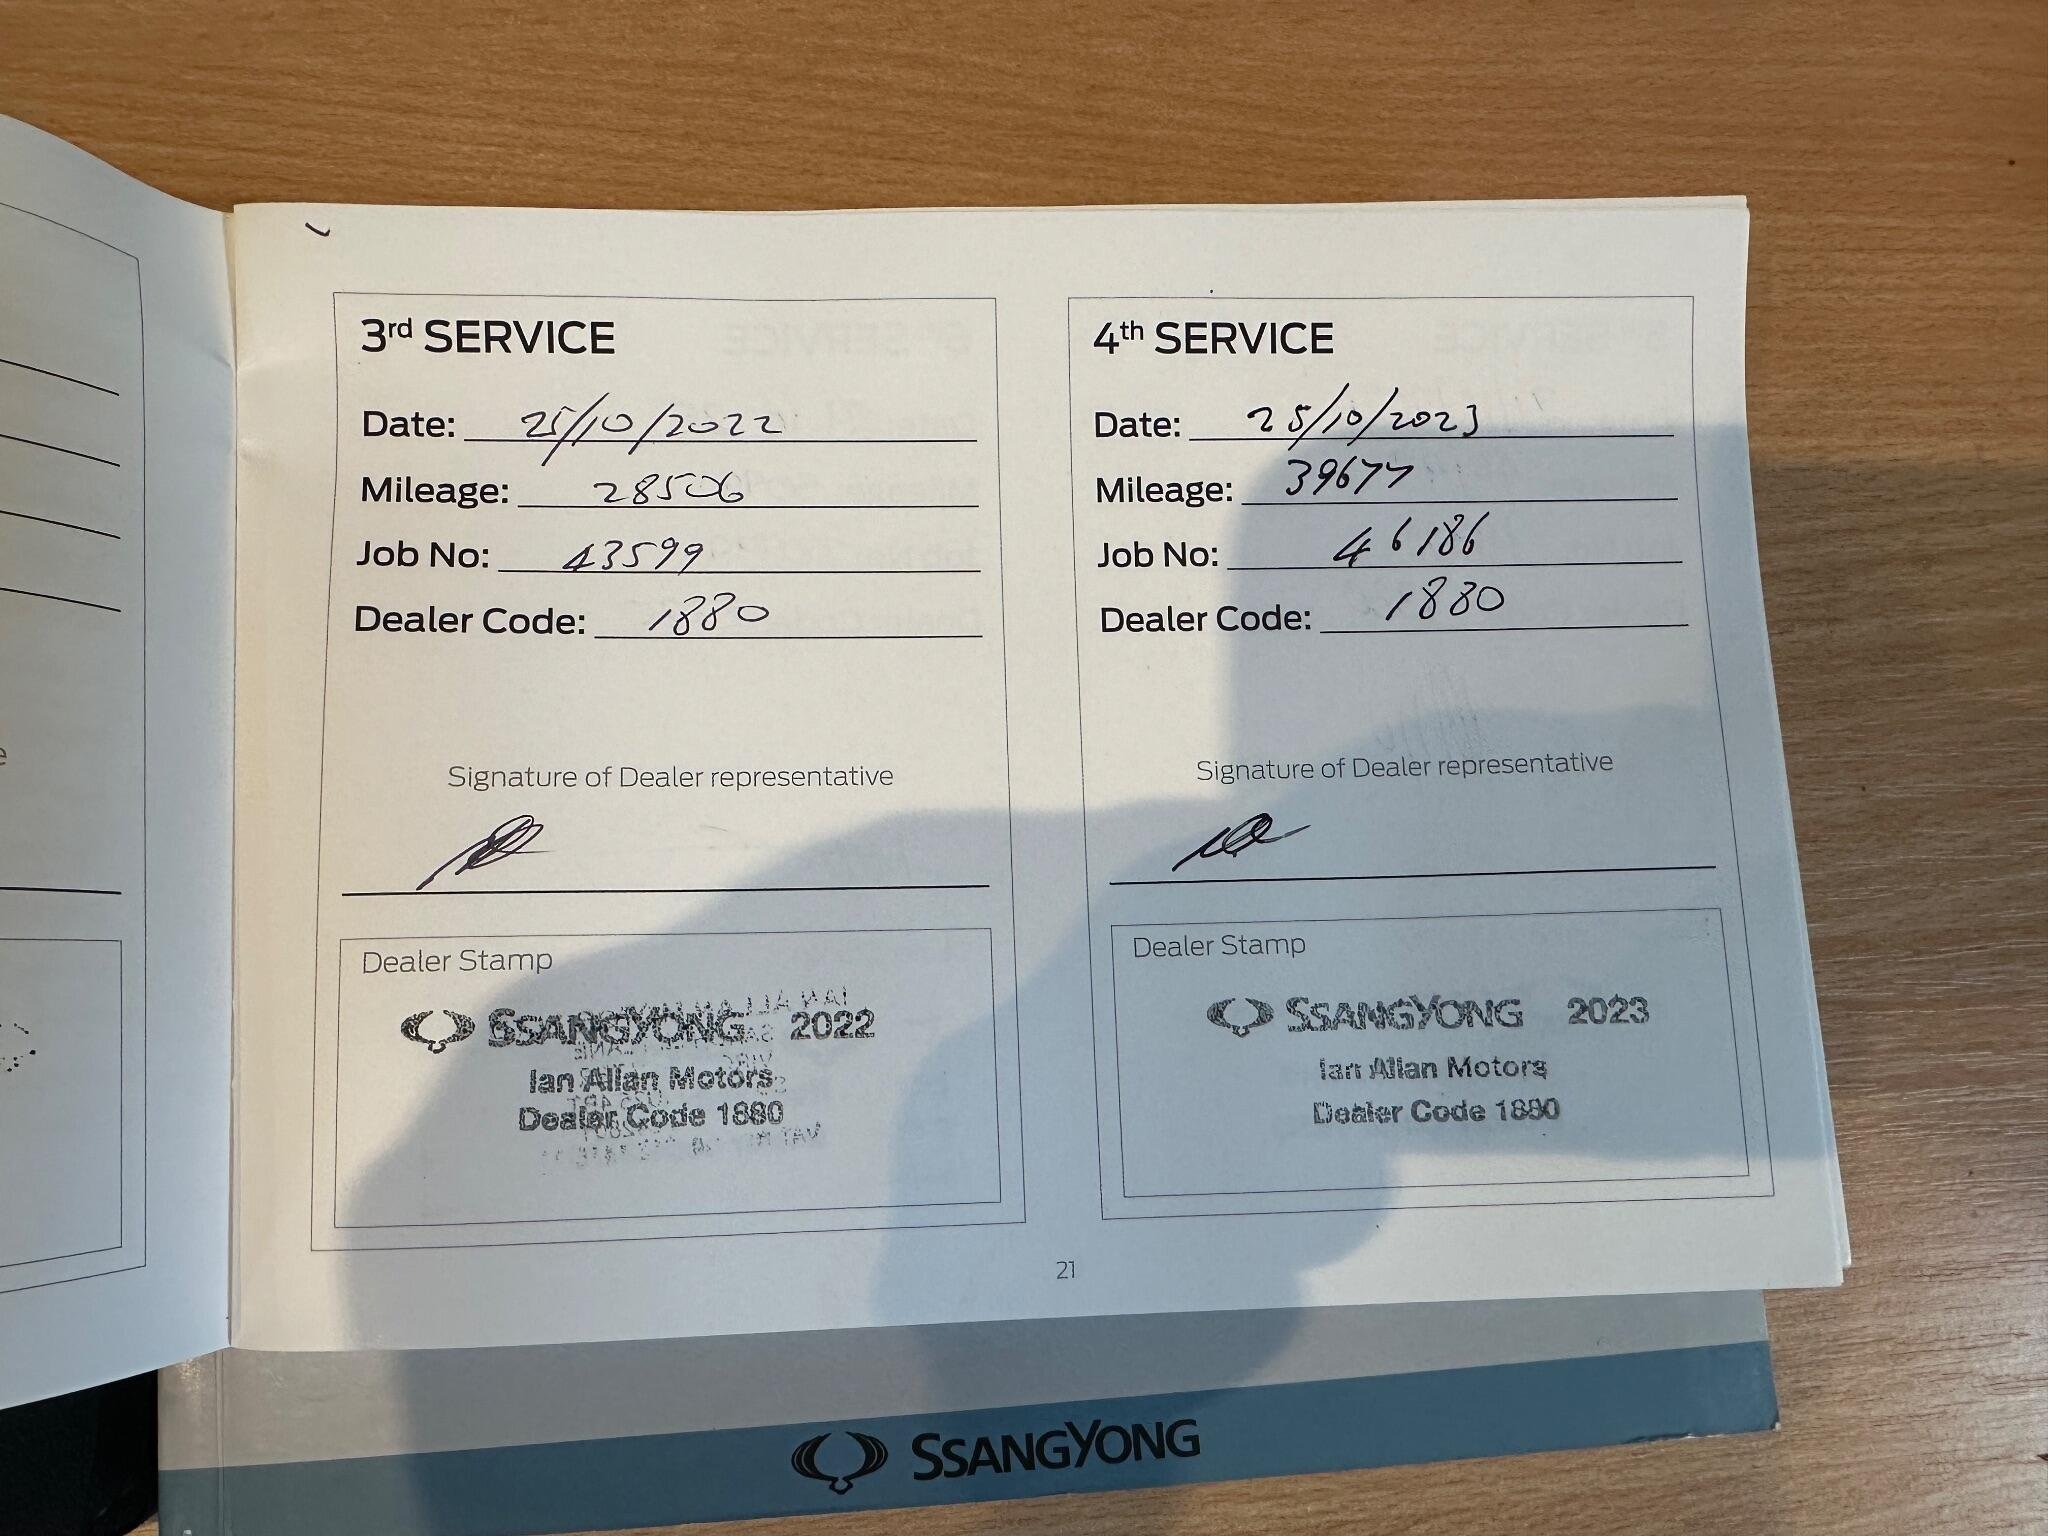 3rd SERVICE
Date: 25/10/2022
Mileage: 28506
Job No: 43599
Dealer Code: 1880
Signature of Dealer representative
Dealer Stamp
SSANGYONG 2022
Ian Allan Motors
Dealer Code 1880
4th SERVICE
Date: 25/10/2023
Mileage: 39677
Job No: 46186
Dealer Code: 1880
Signature of Dealer representative
Dealer Stamp
SSANGYONG 2023
Ian Allan Motors
Dealer Code 1880
21
SSANGYONG